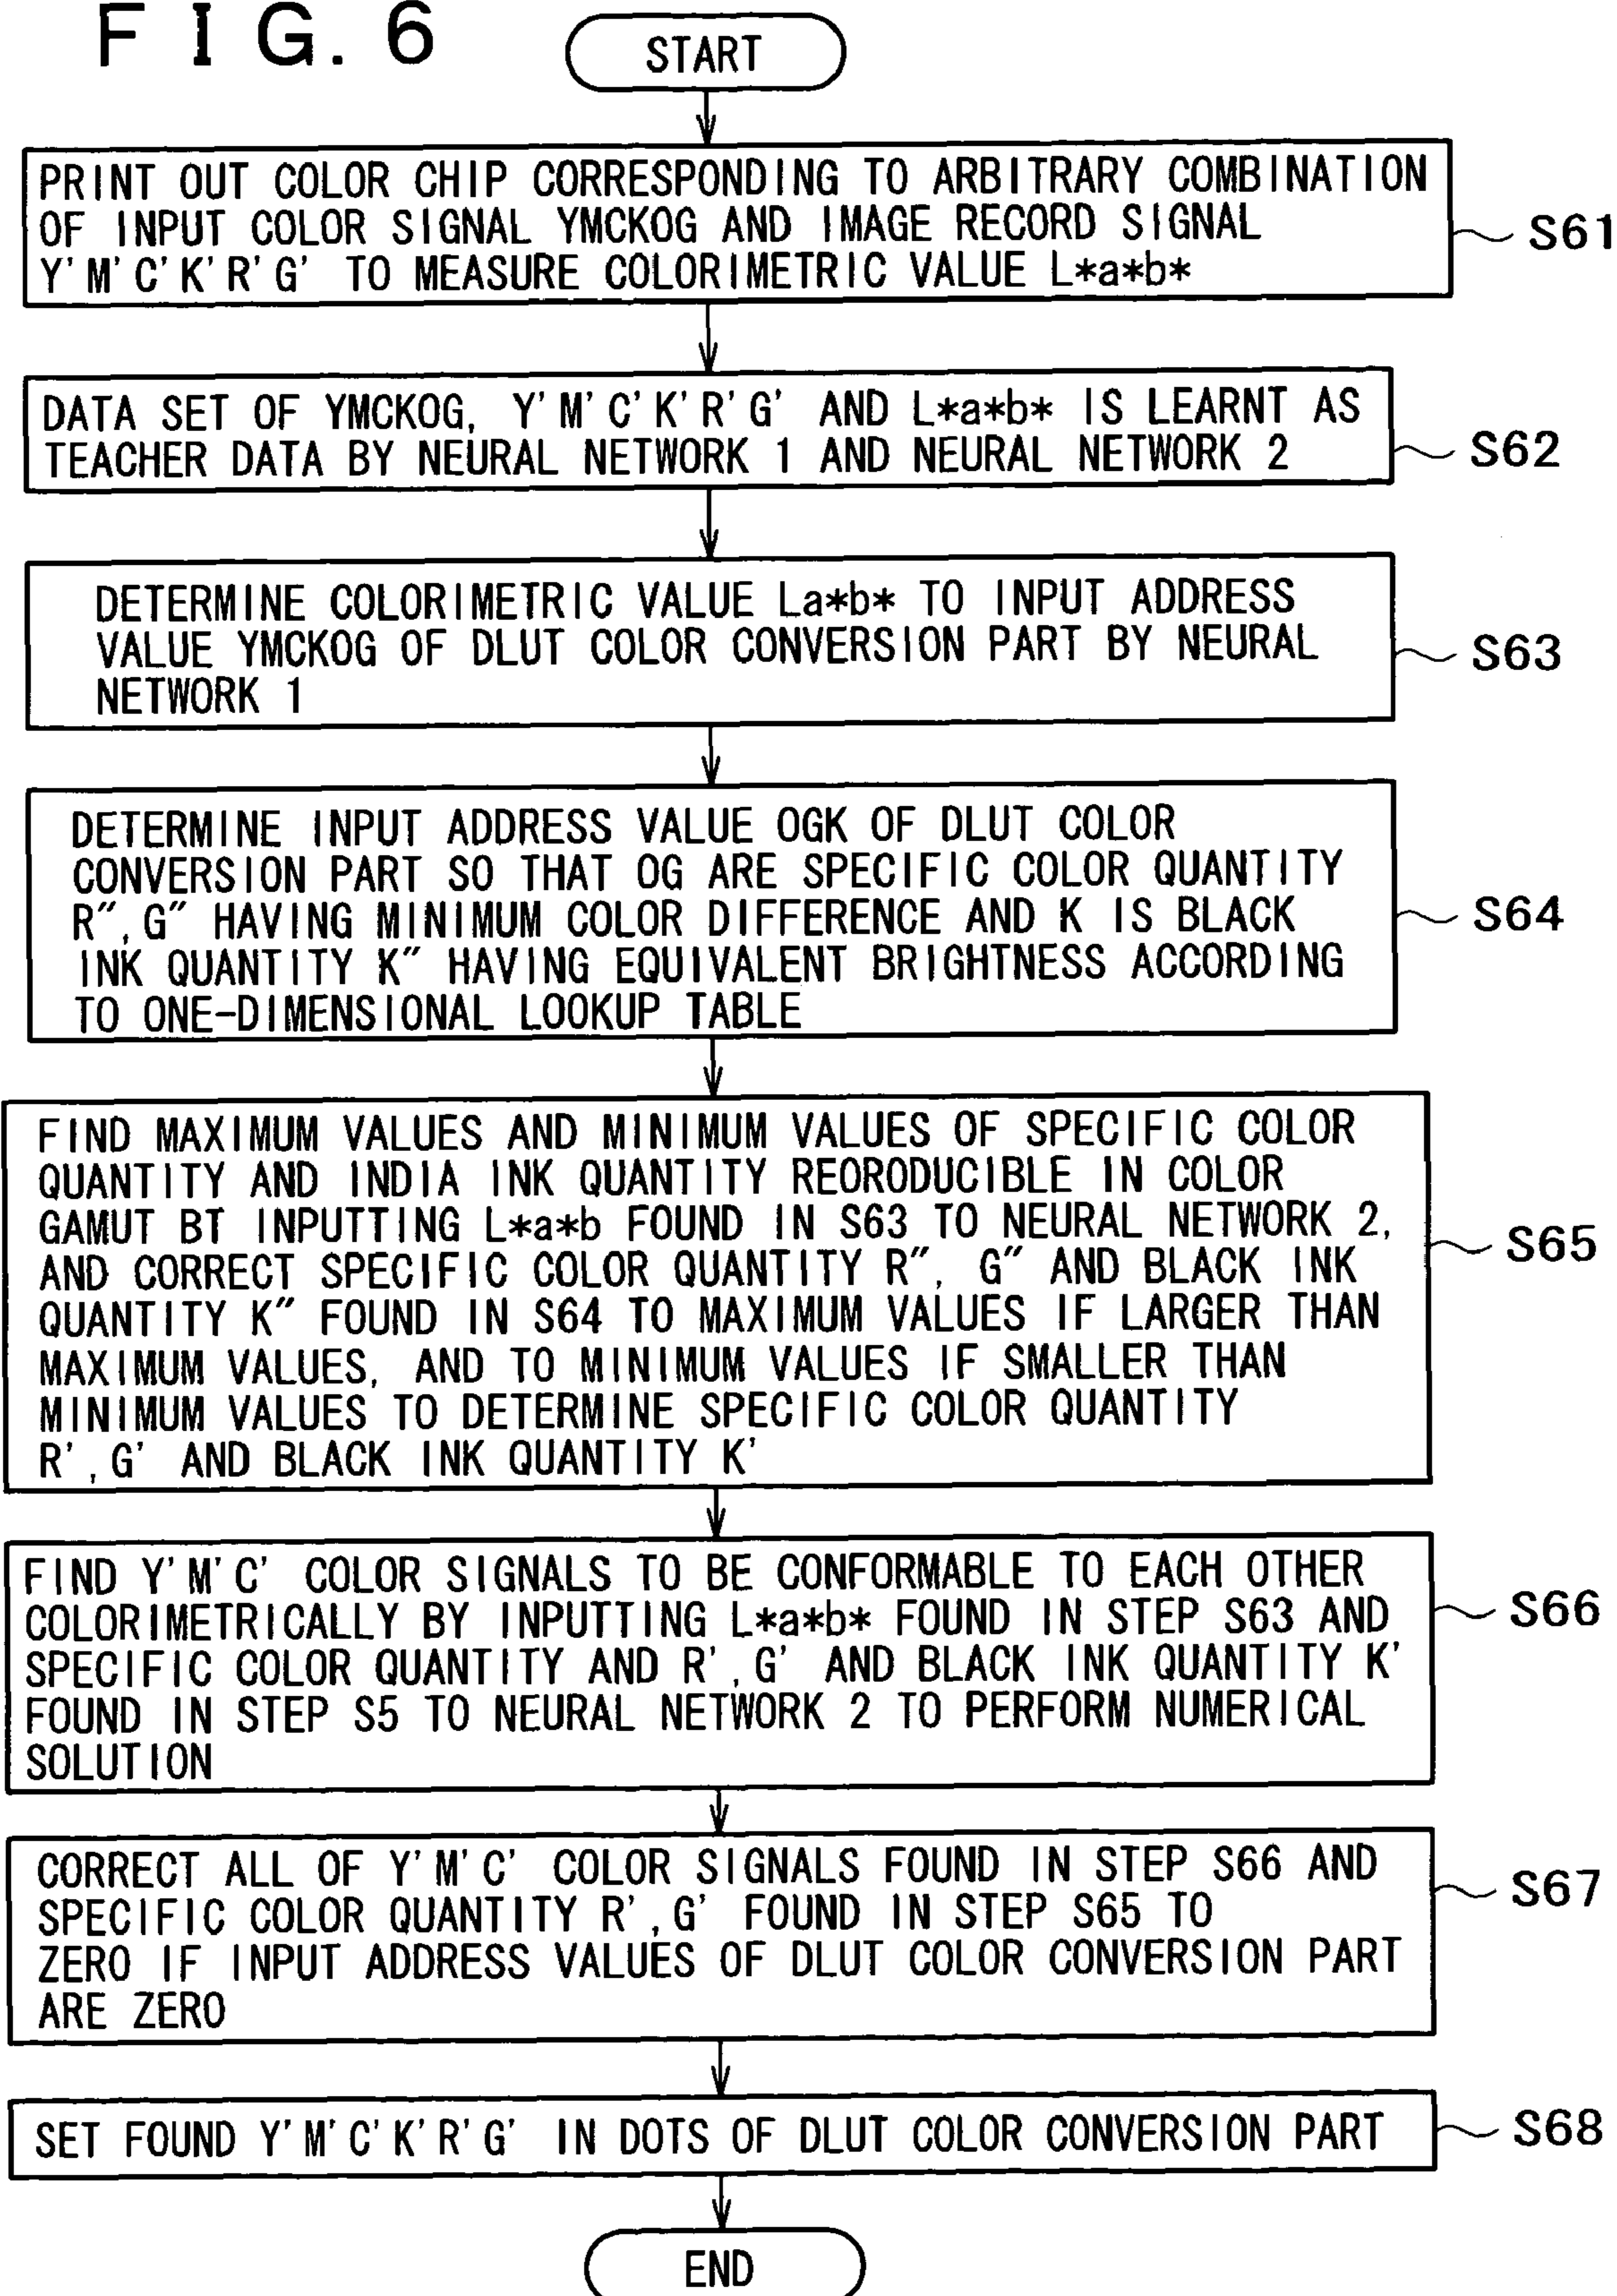 FIG. 6
START
PRINT OUT COLOR CHIP CORRESPONDING TO ARBITRARY COMBINATION
OF INPUT COLOR SIGNAL YMCKOG AND IMAGE RECORD SIGNAL
Y'M'C'K'R'G' TO MEASURE COLORIMETRIC VALUE L*a*b*
S61
DATA SET OF YMCKOG, Y'M'C'K'R'G' AND L*a*b* IS LEARNT AS
TEACHER DATA BY NEURAL NETWORK 1 AND NEURAL NETWORK 2
S62
DETERMINE COLORIMETRIC VALUE La*b* TO INPUT ADDRESS
VALUE YMCKOG OF DLUT COLOR CONVERSION PART BY NEURAL
NETWORK 1
S63
DETERMINE INPUT ADDRESS VALUE OGK OF DLUT COLOR
CONVERSION PART SO THAT OG ARE SPECIFIC COLOR QUANTITY
R", G" HAVING MINIMUM COLOR DIFFERENCE AND K IS BLACK
INK QUANTITY K" HAVING EQUIVALENT BRIGHTNESS ACCORDING
TO ONE-DIMENSIONAL LOOKUP TABLE
S64
FIND MAXIMUM VALUES AND MINIMUM VALUES OF SPECIFIC COLOR
QUANTITY AND INDIA INK QUANTITY REORODUCIBLE IN COLOR
GAMUT BT INPUTTING L*a*b FOUND IN S63 TO NEURAL NETWORK 2,
AND CORRECT SPECIFIC COLOR QUANTITY R", G" AND BLACK INK
QUANTITY K" FOUND IN S64 TO MAXIMUM VALUES IF LARGER THAN
MAXIMUM VALUES, AND TO MINIMUM VALUES IF SMALLER THAN
MINIMUM VALUES TO DETERMINE SPECIFIC COLOR QUANTITY
R', G' AND BLACK INK QUANTITY K'
S65
FIND Y'M'C' COLOR SIGNALS TO BE CONFORMABLE TO EACH OTHER
COLORIMETRICALLY BY INPUTTING L*a*b* FOUND IN STEP S63 AND
SPECIFIC COLOR QUANTITY AND R', G' AND BLACK INK QUANTITY K'
FOUND IN STEP S5 TO NEURAL NETWORK 2 TO PERFORM NUMERICAL
SOLUTION
S66
CORRECT ALL OF Y'M'C' COLOR SIGNALS FOUND IN STEP S66 AND
SPECIFIC COLOR QUANTITY R', G' FOUND IN STEP S65 TO
ZERO IF INPUT ADDRESS VALUES OF DLUT COLOR CONVERSION PART
ARE ZERO
S67
SET FOUND Y'M'C'K'R'G' IN DOTS OF DLUT COLOR CONVERSION PART
S68
END